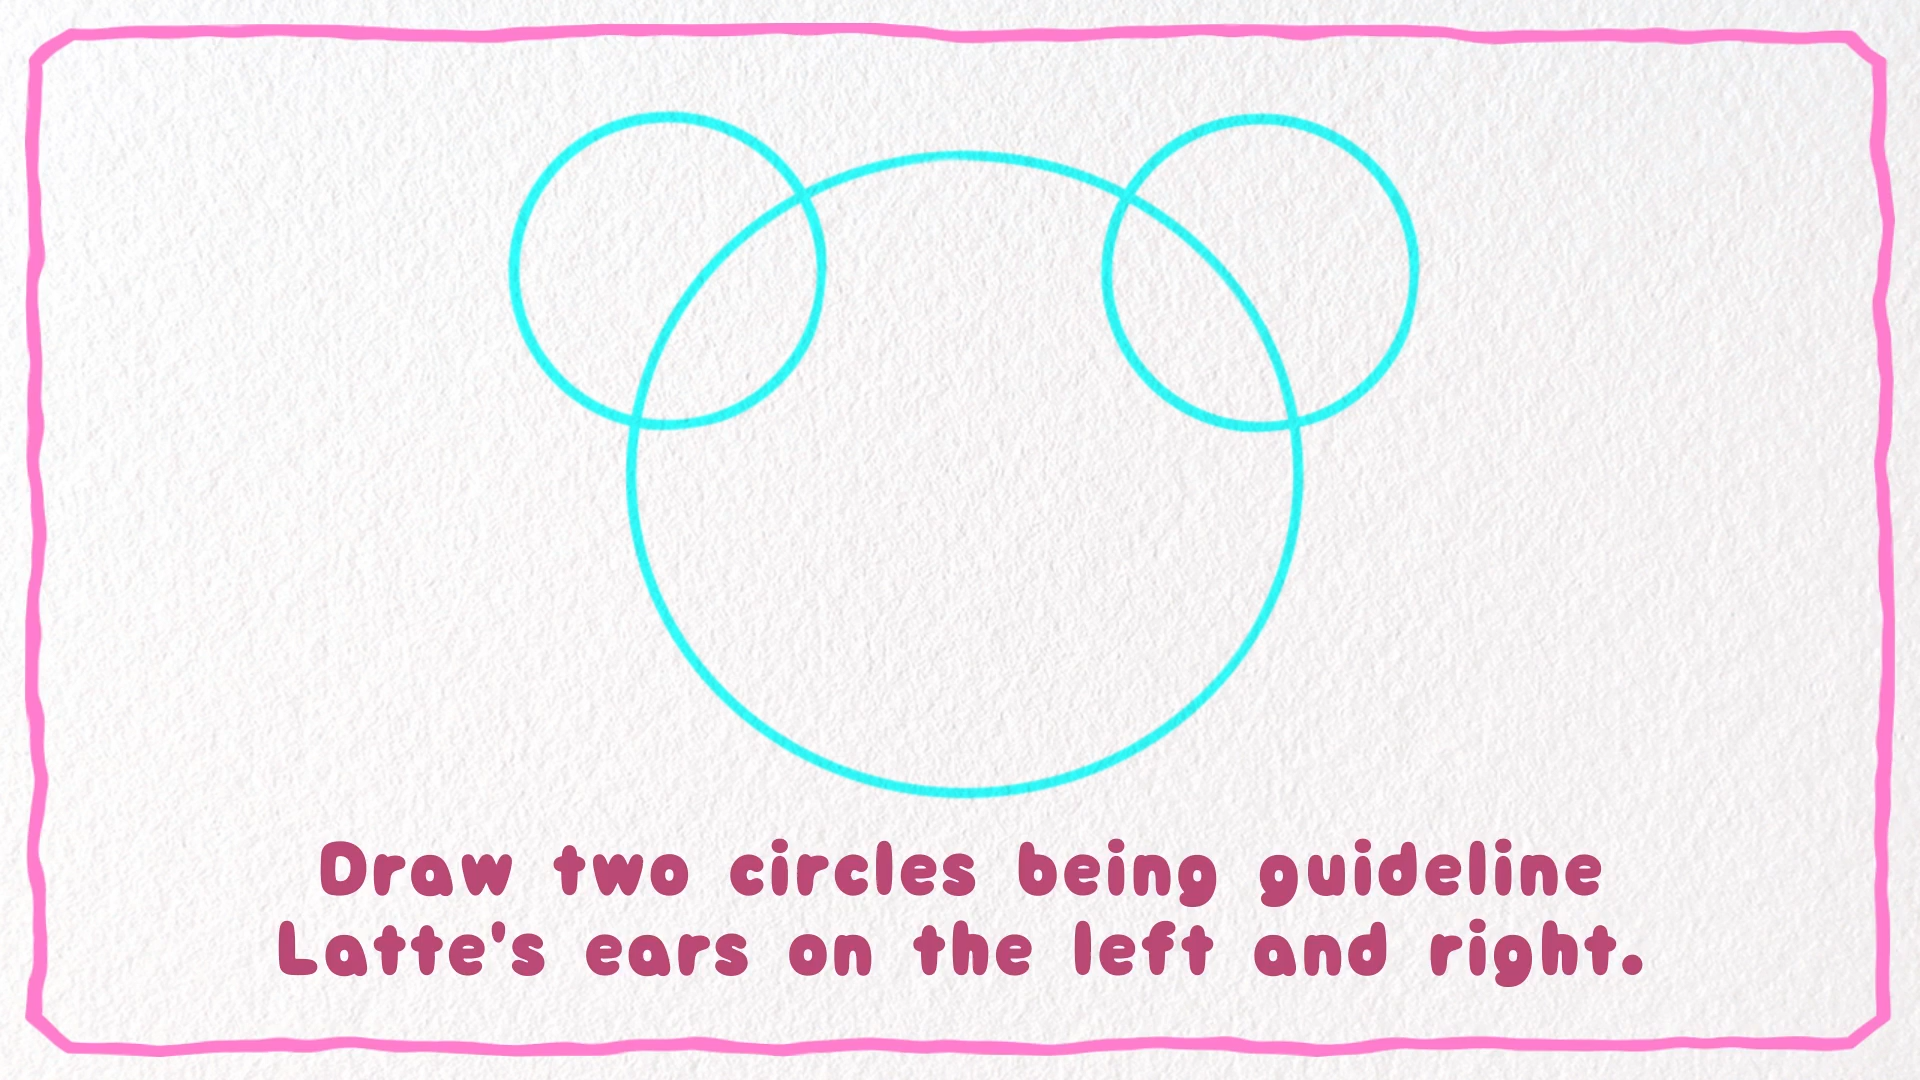 Draw two circles being guideline
Latte's ears on the left and right.